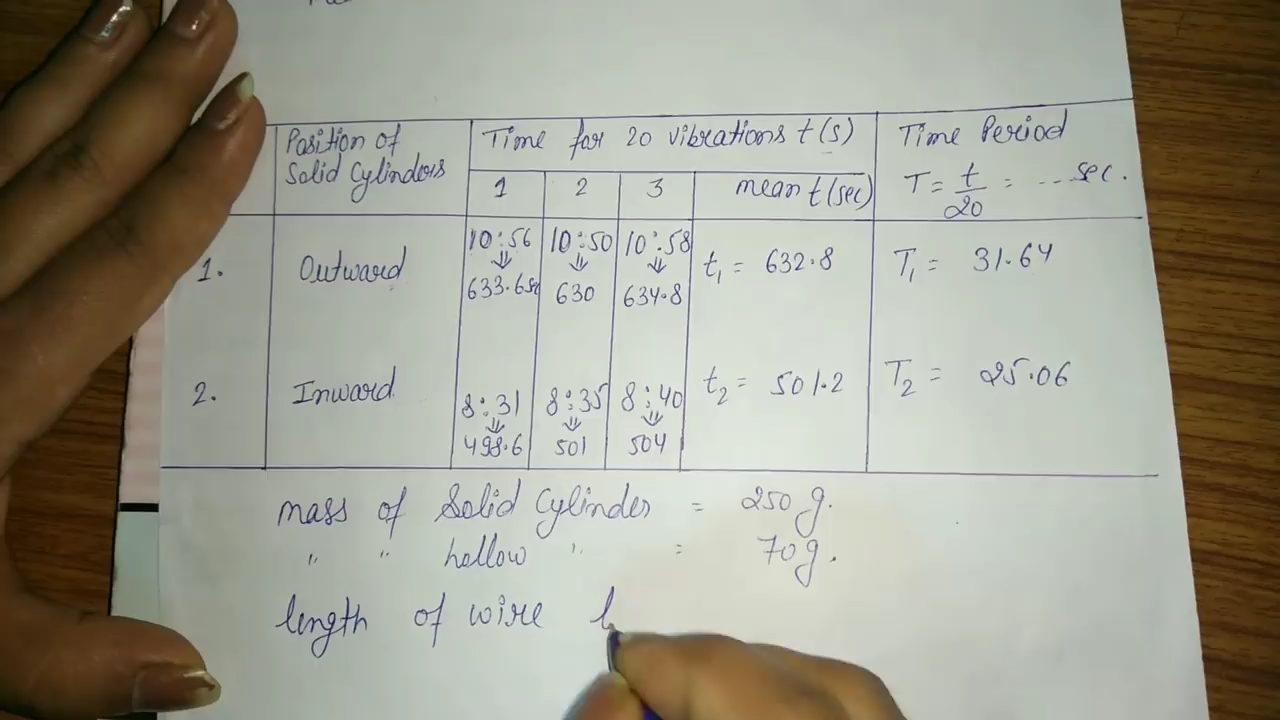 Position of Solid Cylinders
Time for 20 vibrations t(s)
Time Period T = t/20 = --- sec.
1 2 3 mean t(sec)
1. Outward
10:56 ⇓ 633.6sec
10:50 ⇓ 630
10:58 ⇓ 634.8
t₁ = 632.8
T₁ = 31.64
2. Inward
8:31 ⇓ 498.6
8:35 ⇓ 501
8:40 ⇓ 504
t₂ = 501.2
T₂ = 25.06
mass of Solid Cylinder = 250 g.
" " hollow " = 70g.
length of wire l